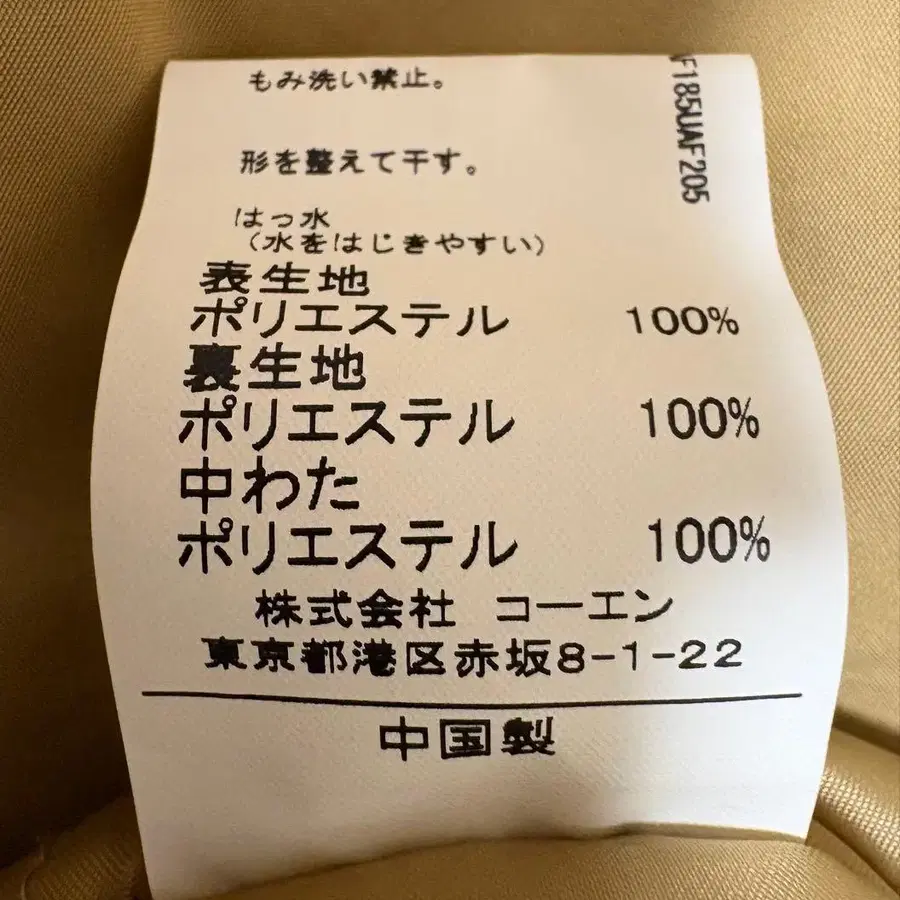 もみ洗い禁止。
形を整えて干す。
はっ水
（水をはじきやすい）
表生地
ポリエステル 100%
裏生地
ポリエステル 100%
中わた
ポリエステル 100%
株式会社 コーエン
東京都港区赤坂8-1-22
中国製
F185UAF205